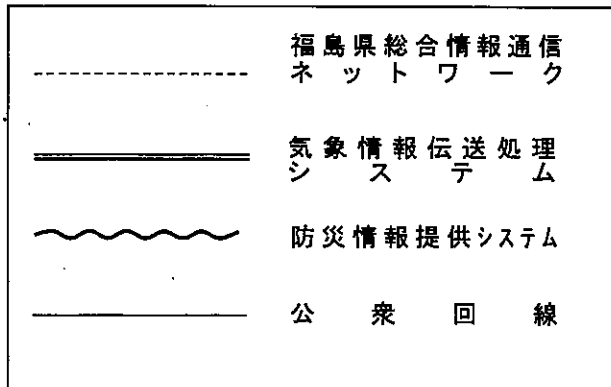 福島県総合情報通信
ネットワーク
気象情報伝送処理
システム
防災情報提供システム
公衆回線